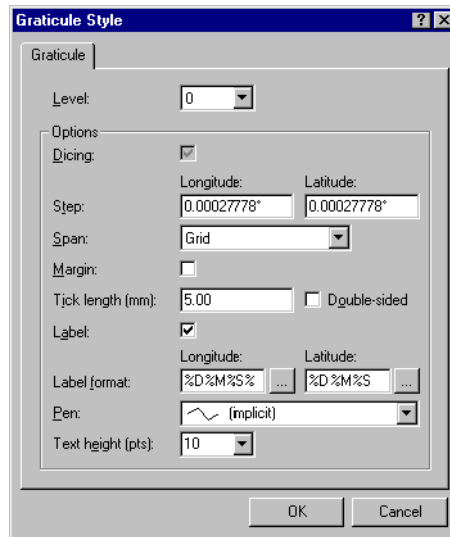 Graticule Style
Graticule
Level: 0
Options
Dicing:
Longitude: Latitude:
Step: 0.00027778° 0.00027778°
Span: Grid
Margin:
Tick length (mm): 5.00 Double-sided
Label:
Longitude: Latitude:
Label format: %D%M%S% ... %D%M%S ...
Pen: (implicit)
Text height (pts): 10
OK Cancel